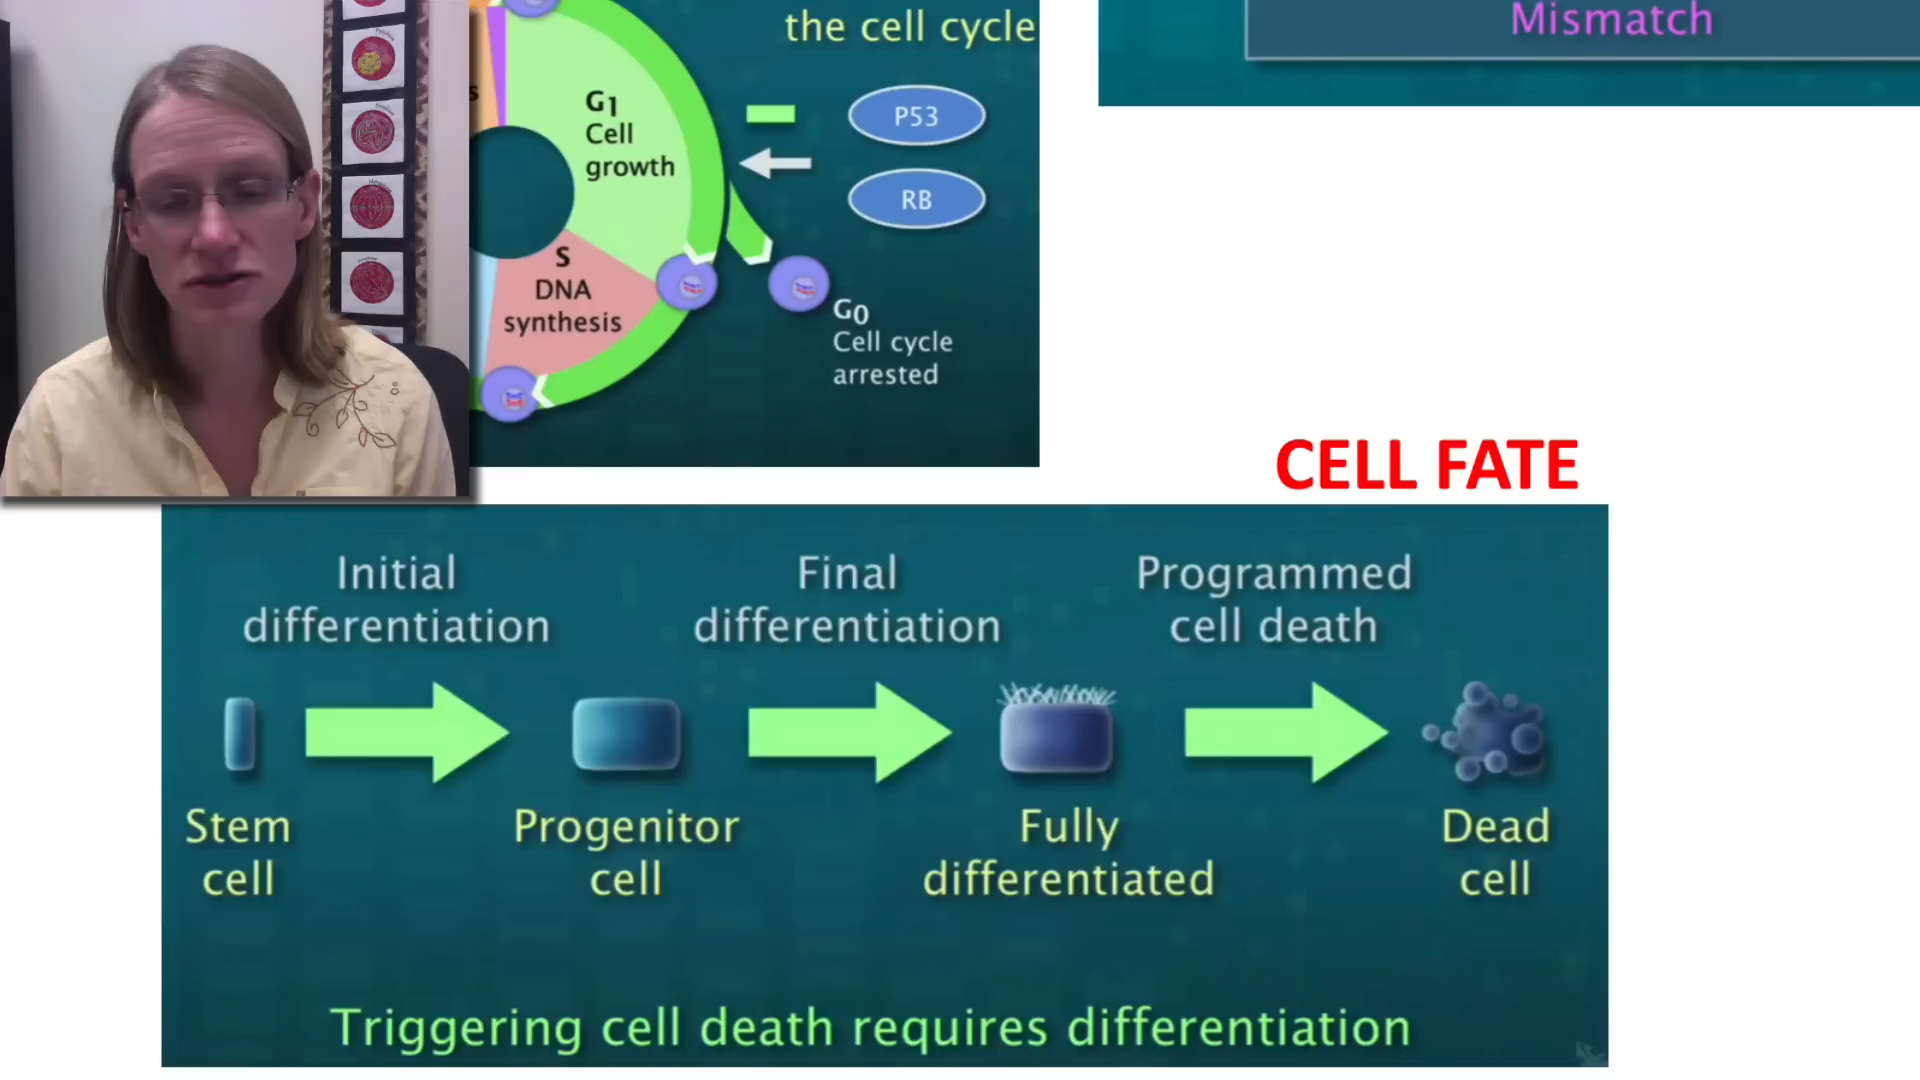 the cell cycle
Mismatch
s
G1
Cell
growth
P53
RB
S
DNA
synthesis
G0
Cell cycle
arrested
CELL FATE
Initial
differentiation
Final
differentiation
Programmed
cell death
Stem
cell
Progenitor
cell
Fully
differentiated
Dead
cell
Triggering cell death requires differentiation